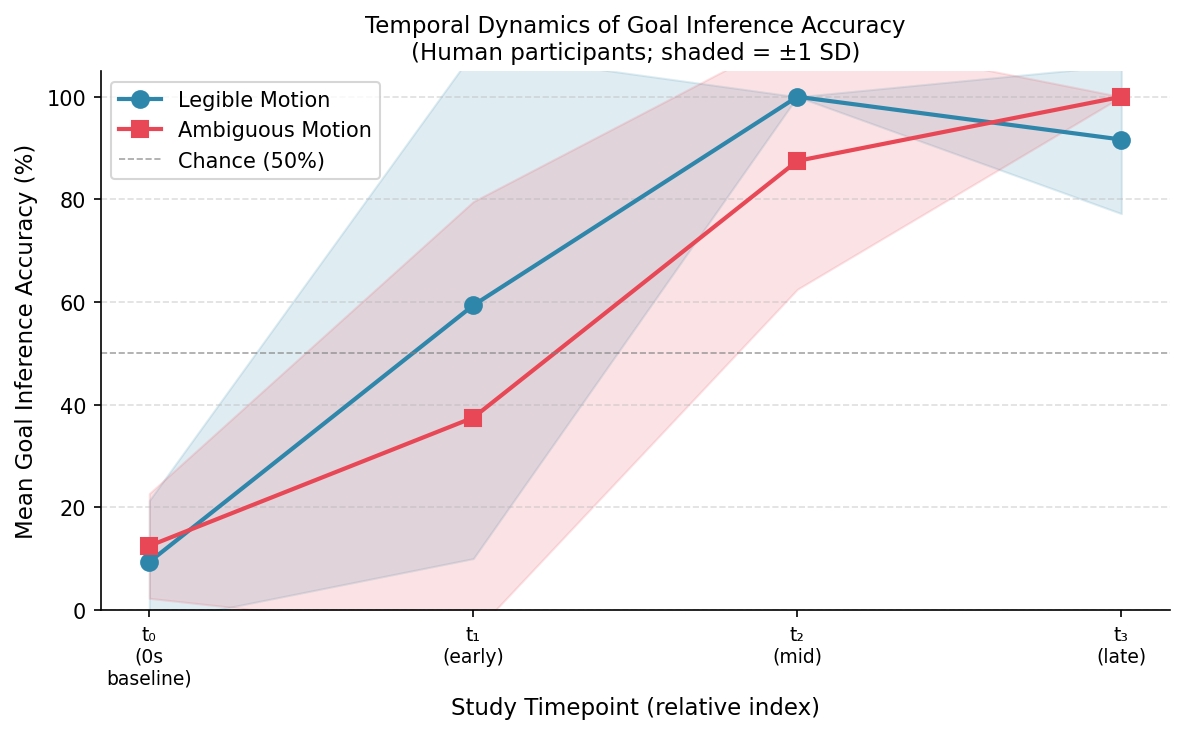 Temporal Dynamics of Goal Inference Accuracy
(Human participants; shaded = ±1 SD)
Legible Motion
Ambiguous Motion
Chance (50%)
Mean Goal Inference Accuracy (%)
100
80
60
40
20
0
t₀
(0s
baseline)
t₁
(early)
t₂
(mid)
t₃
(late)
Study Timepoint (relative index)